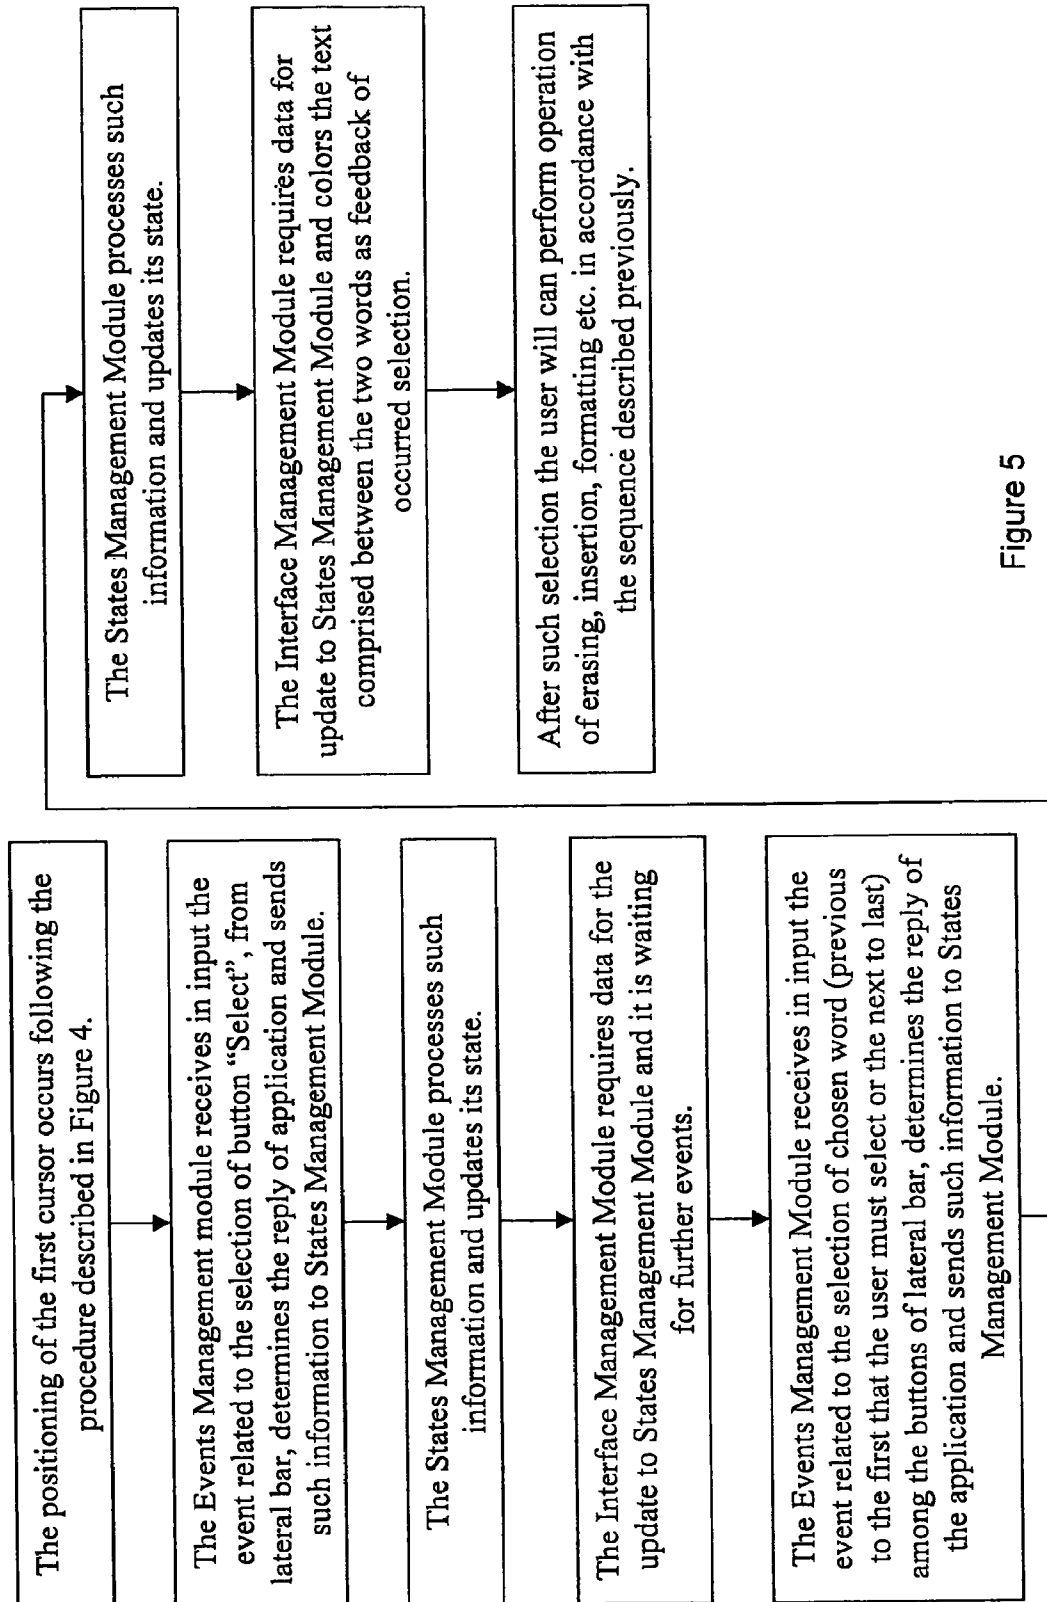 The positioning of the first cursor occurs following the
procedure described in Figure 4.
The Events Management module receives in input the
event related to the selection of button “Select”, from
lateral bar, determines the reply of application and sends
such information to States Management Module.
The States Management Module processes such
information and updates its state.
The Interface Management Module requires data for the
update to States Management Module and it is waiting
for further events.
The Events Management Module receives in input the
event related to the selection of chosen word (previous
to the first that the user must select or the next to last)
among the buttons of lateral bar, determines the reply of
the application and sends such information to States
Management Module.
The States Management Module processes such
information and updates its state.
The Interface Management Module requires data for
update to States Management Module and colors the text
comprised between the two words as feedback of
occurred selection.
After such selection the user will can perform operation
of erasing, insertion, formatting etc. in accordance with
the sequence described previously.
Figure 5